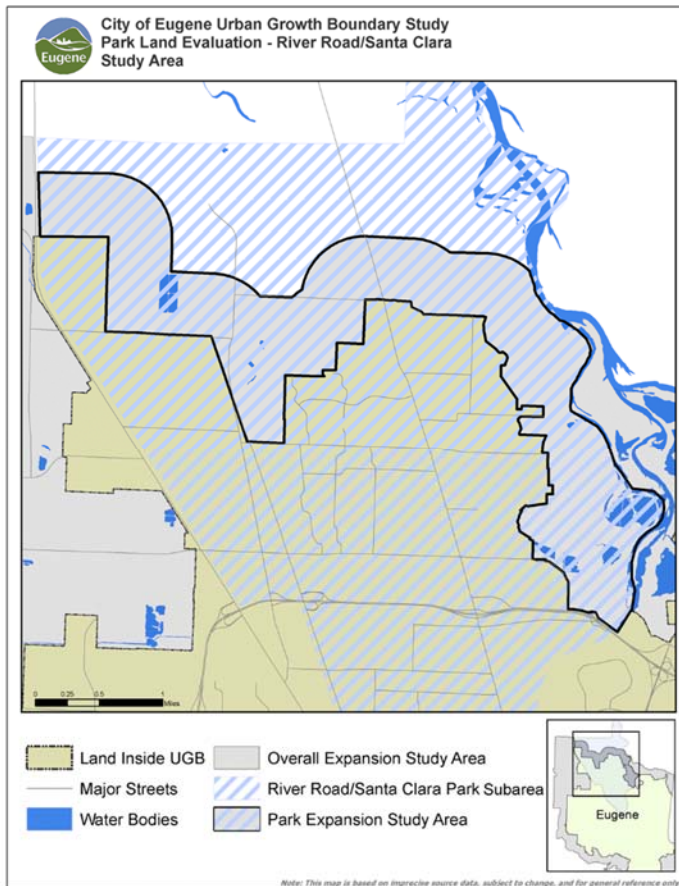 City of Eugene Urban Growth Boundary Study
Park Land Evaluation - River Road/Santa Clara
Study Area
Eugene
0 0.25 0.5 1
Miles
Land Inside UGB
Overall Expansion Study Area
Major Streets
River Road/Santa Clara Park Subarea
Water Bodies
Park Expansion Study Area
Eugene
Note: This map is based on imprecise source data, subject to change, and for general reference only.